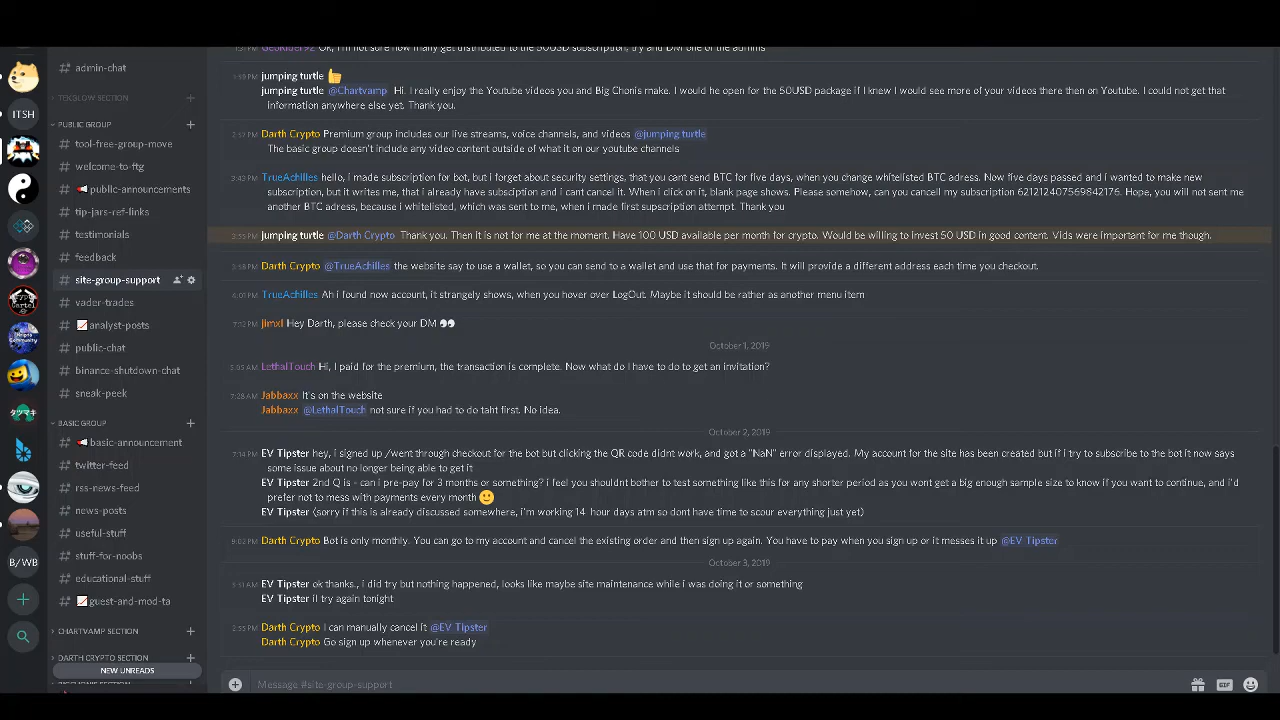 admin-chat
TEKSLOW SECTION
PUBLIC GROUP
tool-free-group-move
welcome-to-ftg
public-announcements
tip-jars-ref-links
testimonials
feedback
site-group-support
vader-trades
analyst-posts
public-chat
binance-shutdown-chat
sneak-peek
BASIC GROUP
basic-announcement
twitter-feed
rss-news-feed
news-posts
useful-stuff
stuff-for-noobs
educational-stuff
guest-and-mod-ta
CHARTVAMP SECTION
DARTH CRYPTO SECTION
NEW UNREADS
ITSH
B/WB
jumping turtle 👍
jumping turtle @Chartvamp Hi. I really enjoy the Youtube videos you and Big Chonis make. I would he open for the 50USD package if I knew I would see more of your videos there then on Youtube. I could not get that
information anywhere else yet. Thank you.
Darth Crypto Premium group includes our live streams, voice channels, and videos @jumping turtle
The basic group doesn't include any video content outside of what it on our youtube channels
TrueAchilles hello, i made subscription for bot, but i forget about security settings, that you cant send BTC for five days, when you change whitelisted BTC adress. Now five days passed and i wanted to make new
subscription, but it writes me, that i already have subsciption and i cant cancel it. When i click on it, blank page shows. Please somehow, can you cancell my subscription 621212407569842176. Hope, you will not sent me
another BTC adress, because i whitelisted, which was sent to me, when i made first supscription attempt. Thank you
jumping turtle @Darth Crypto Thank you. Then it is not for me at the moment. Have 100 USD available per month for crypto. Would be willing to invest 50 USD in good content. Vids were important for me though.
Darth Crypto @TrueAchilles the website say to use a wallet, so you can send to a wallet and use that for payments. It will provide a different address each time you checkout.
TrueAchilles Ah i found now account, it strangely shows, when you hover over LogOut. Maybe it should be rather as another menu item
jimxl Hey Darth, please check your DM 👀
October 1, 2019
LethalTouch Hi, I paid for the premium, the transaction is complete. Now what do I have to do to get an invitation?
7:28 AM Jabbaxx It's on the website
Jabbaxx @LethalTouch not sure if you had to do taht first. No idea.
October 2, 2019
7:14 PM EV Tipster hey, i signed up /went through checkout for the bot but clicking the QR code didnt work, and got a "NaN" error displayed. My account for the site has been created but if i try to subscribe to the bot it now says
some issue about no longer being able to get it
EV Tipster 2nd Q is - can i pre-pay for 3 months or something? i feel you shouldnt bother to test something like this for any shorter period as you wont get a big enough sample size to know if you want to continue, and i'd
prefer not to mess with payments every month 🙂
EV Tipster (sorry if this is already discussed somewhere, i'm working 14 hour days atm so dont have time to scour everything just yet)
9:02 PM Darth Crypto Bot is only monthly. You can go to my account and cancel the existing order and then sign up again. You have to pay when you sign up or it messes it up @EV Tipster
October 3, 2019
EV Tipster ok thanks., i did try but nothing happened, looks like maybe site maintenance while i was doing it or something
EV Tipster il try again tonight
2:55 PM Darth Crypto I can manually cancel it @EV Tipster
Darth Crypto Go sign up whenever you're ready
Message #site-group-support
GIF